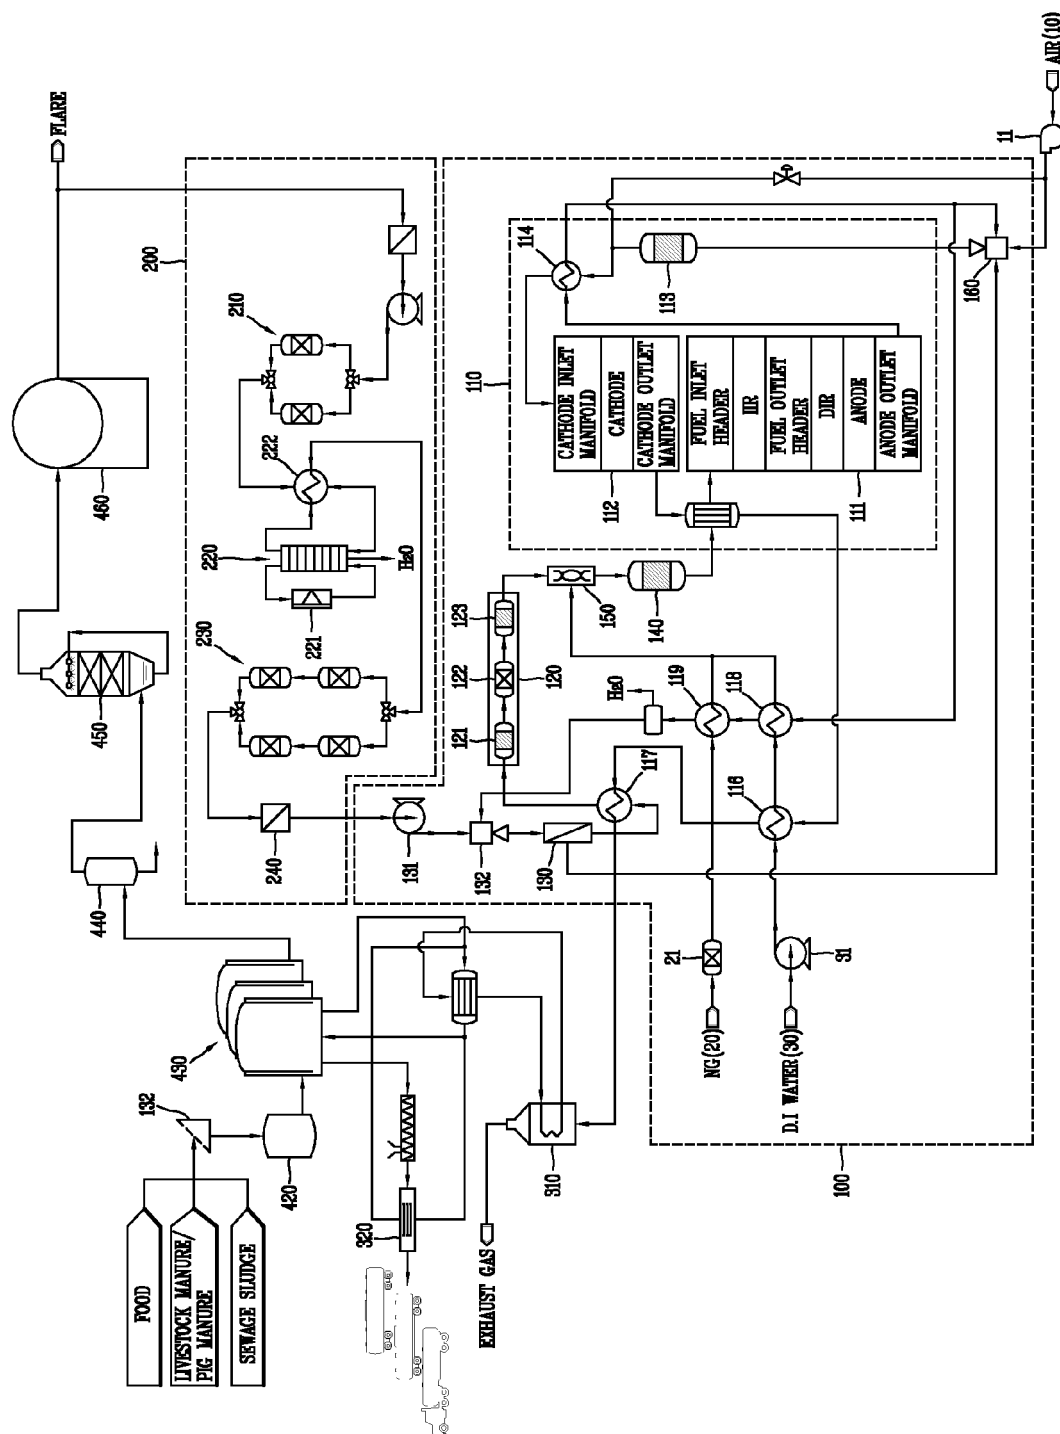 FOOD
LIVESTOCK MANURE/
PIG MANURE
SEWAGE SLUDGE
132
420
430
440
450
460
FLARE
200
210
220
221
222
H2O
230
240
320
310
EXHAUST GAS
100
131
132
130
117
116
118
119
H2O
121
122
123
120
150
140
110
CATHODE INLET
MANIFOLD
CATHODE
CATHODE OUTLET
MANIFOLD
112
FUEL INLET
HEADER
IIR
FUEL OUTLET
HEADER
DIR
ANODE
ANODE OUTLET
MANIFOLD
111
114
113
160
11
AIR(10)
21
NG(20)
31
D.I WATER(30)